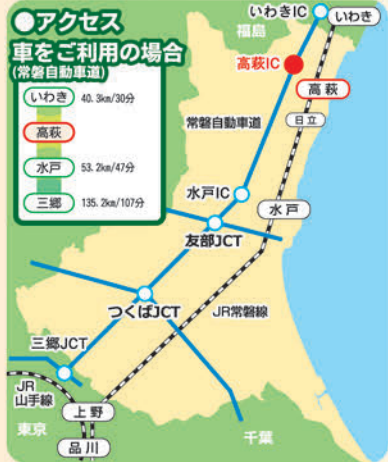 ●アクセス
車をご利用の場合
(常磐自動車道)
いわき 40.3km/30分
高萩
水戸 53.2km/47分
三郷 135.2km/107分
いわきIC
いわき
福島
高萩IC
高萩
常磐自動車道
日立
水戸IC
水戸
友部JCT
つくばJCT
JR常磐線
三郷JCT
JR
山手線
上野
東京
千葉
品川